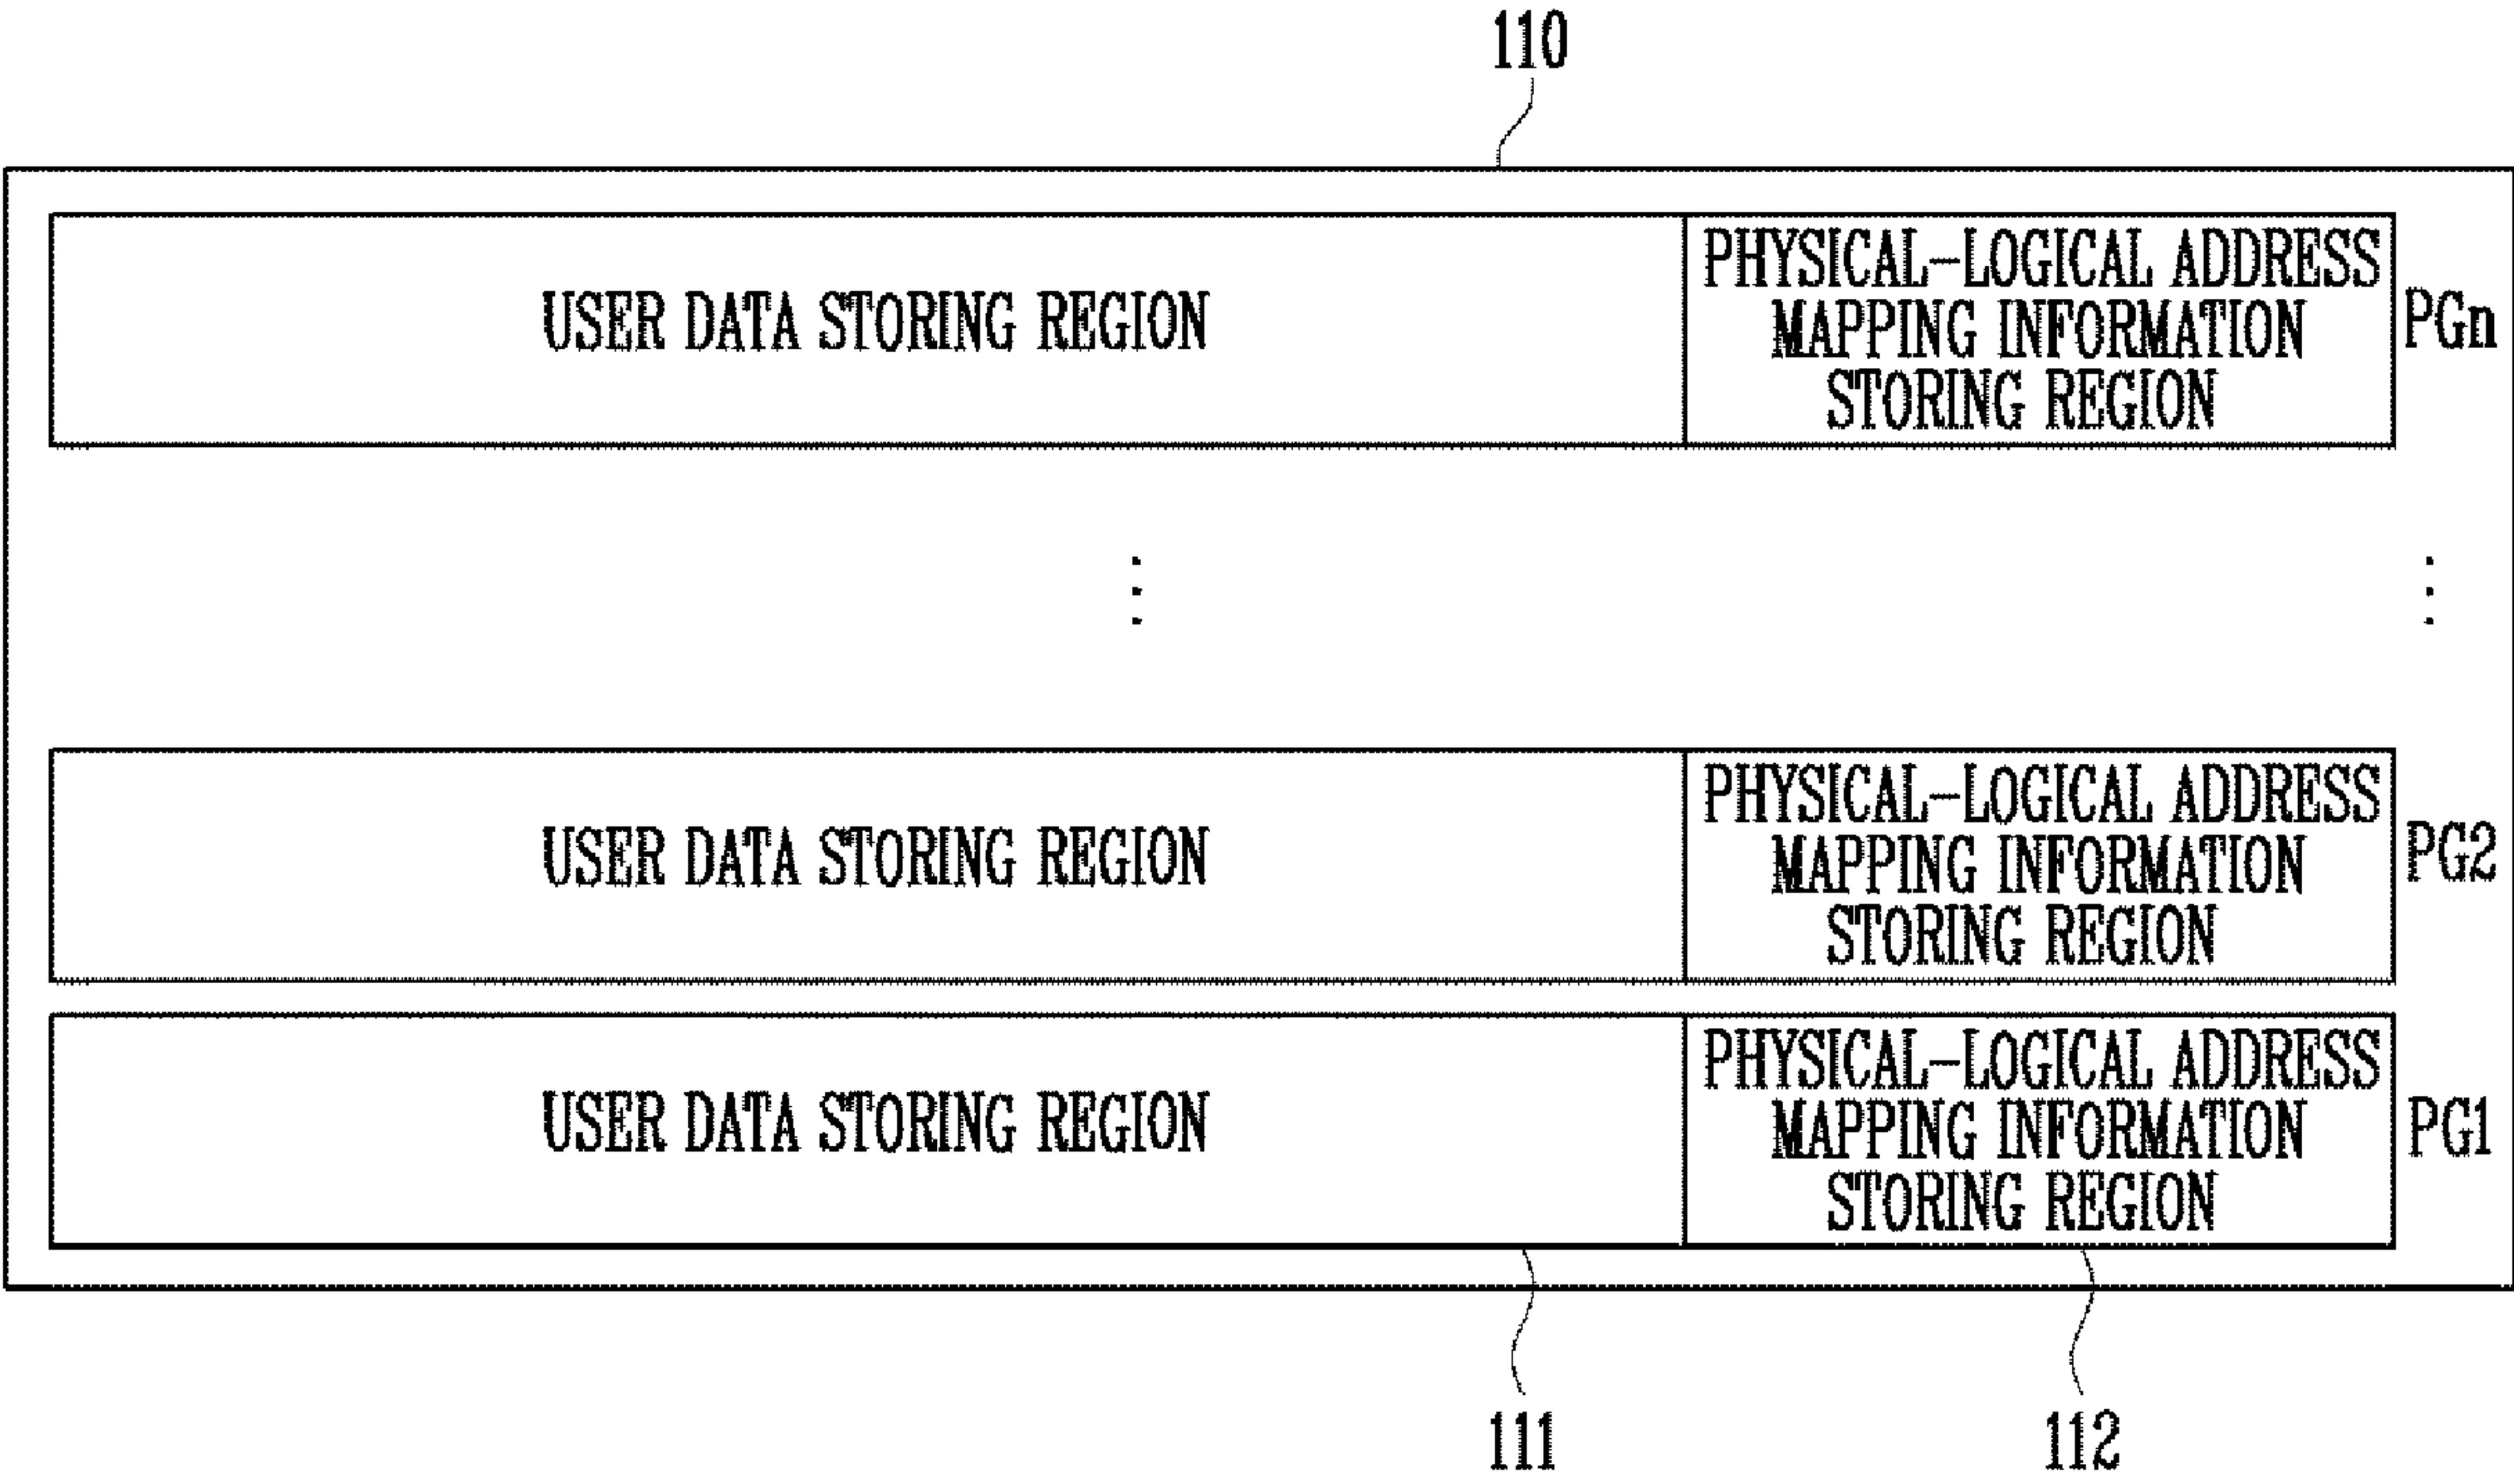 110
USER DATA STORING REGION
PHYSICAL-LOGICAL ADDRESS
MAPPING INFORMATION
STORING REGION
PGn
USER DATA STORING REGION
PHYSICAL-LOGICAL ADDRESS
MAPPING INFORMATION
STORING REGION
PG2
USER DATA STORING REGION
PHYSICAL-LOGICAL ADDRESS
MAPPING INFORMATION
STORING REGION
PG1
111
112